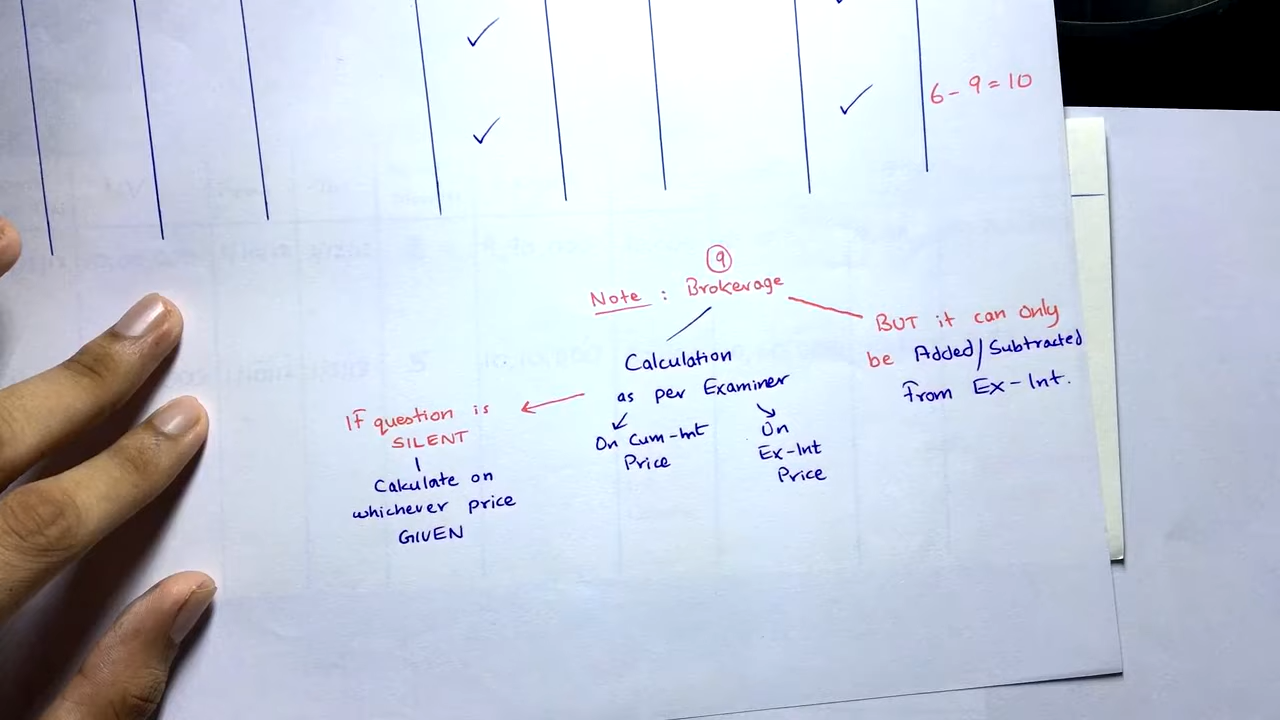 6 - 9 = 10
9
Note : Brokerage
BUT it can only
be Added/Subtracted
from Ex-Int.
Calculation
as per Examiner
On Cum-Int
Price
On
Ex-Int
Price
IF question is
SILENT
Calculate on
whichever price
GIVEN